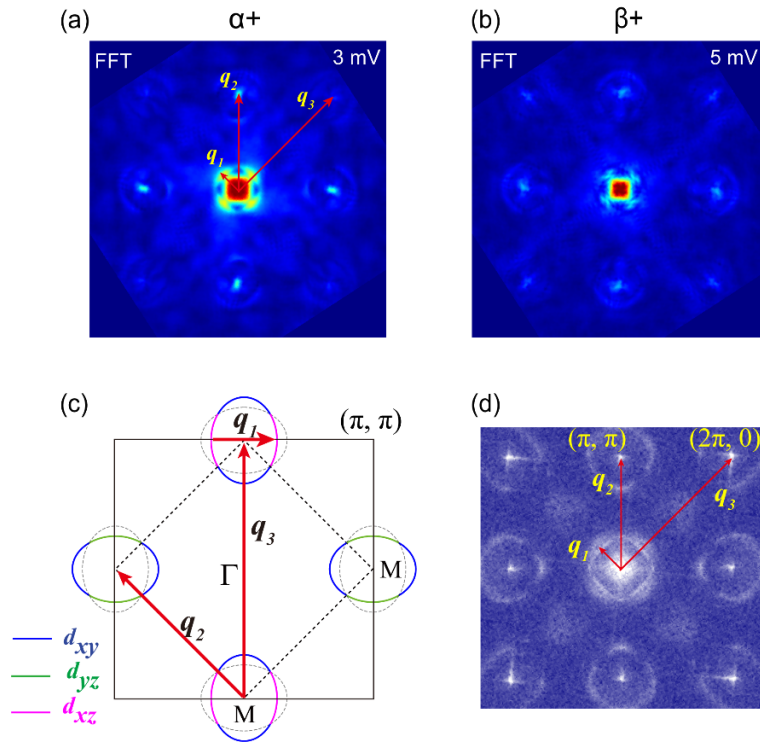 (a) α+
FFT 3 mV
q2
q3
q1
(b) β+
FFT 5 mV
(c)
(π, π)
q1
q3
Γ
M
q2
M
dxy
dyz
dxz
(d)
(π, π) (2π, 0)
q2
q3
q1